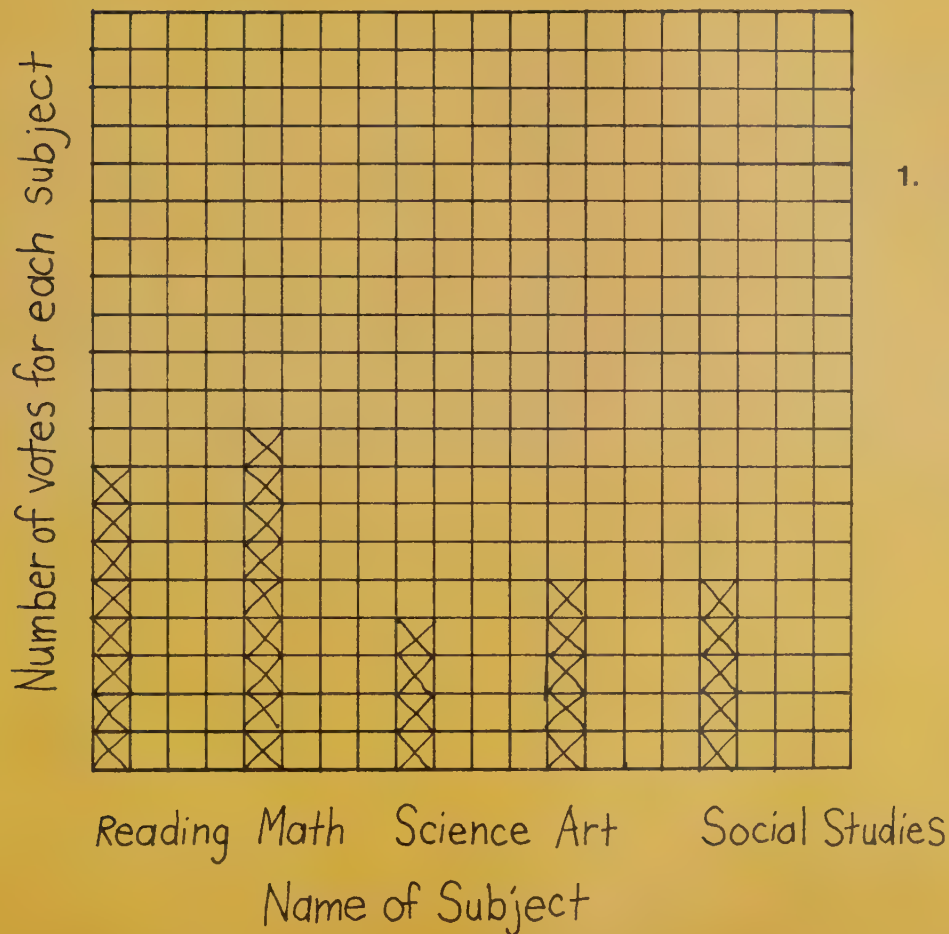 Number of votes for each subject
1.
Reading Math Science Art Social Studies
Name of Subject